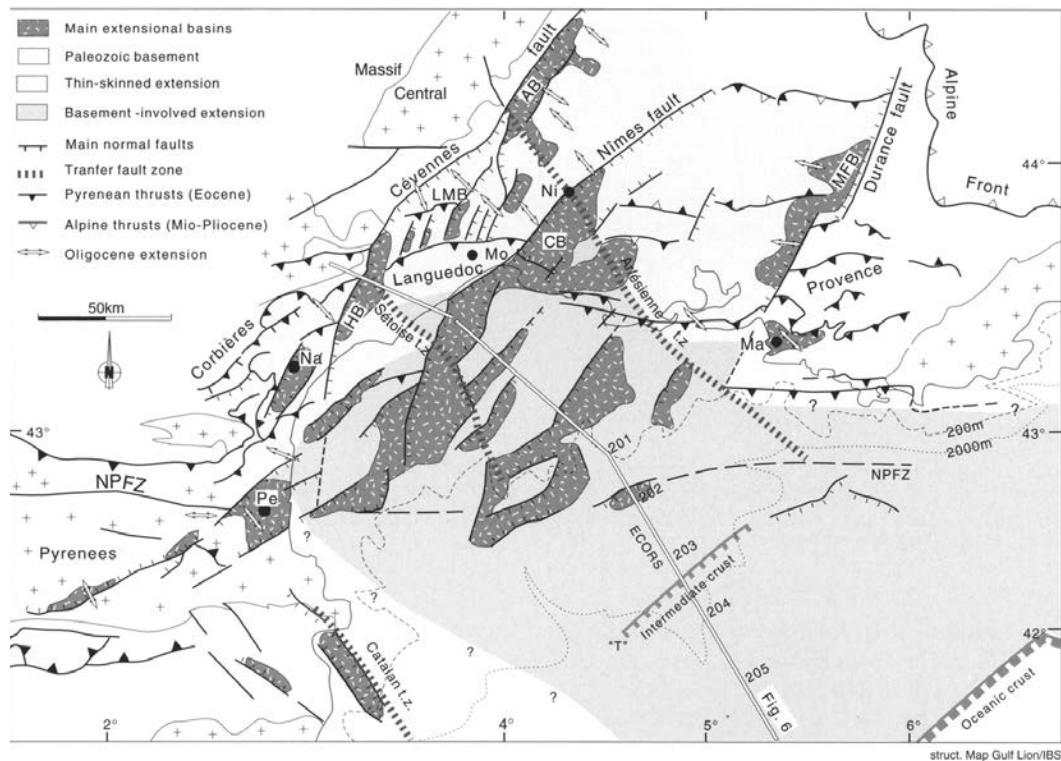 Main extensional basins
Paleozoic basement
Thin-skinned extension
Basement -involved extension
Main normal faults
Tranfer fault zone
Pyrenean thrusts (Eocene)
Alpine thrusts (Mio-Pliocene)
Oligocene extension
50km
N
Massif
Central
Cévennes
fault
AB
Nîmes fault
Ni
LMB
Mo
CB
Languedoc
Arlésienne t.z.
MFB
Durance fault
Alpine
Front
44°
Provence
Ma
HB
Sétoise t.z.
Corbières
Na
43°
43°
NPFZ
Pe
Pyrenees
Catalan t.z.
?
?
?
?
?
?
201
202
ECORS
203
204
205
Fig. 6
NPFZ
200m
2000m
"T"
Intermediate crust
Oceanic crust
42°
2°
4°
5°
6°
struct. Map Gulf Lion/IBS